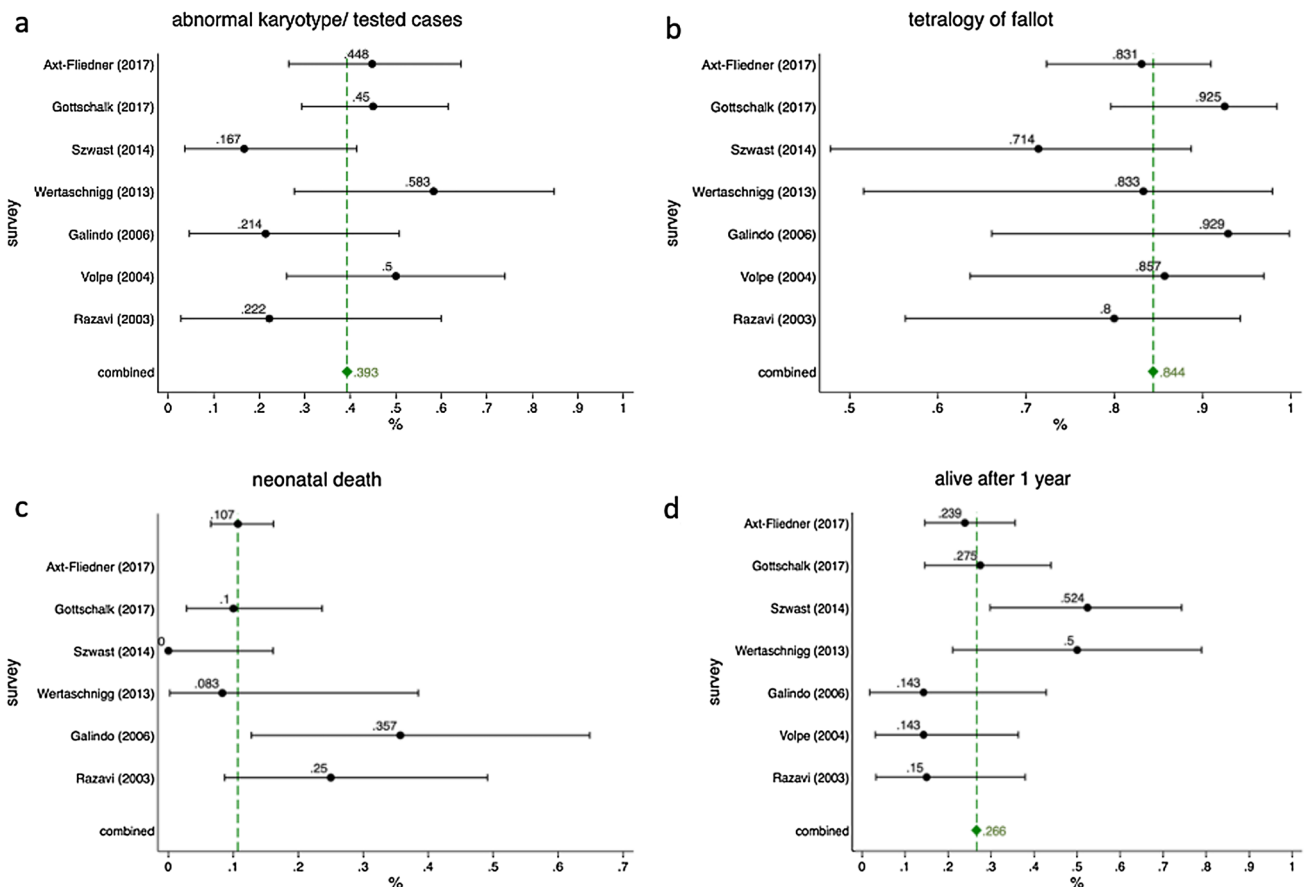 a
abnormal karyotype/ tested cases
survey
Axt-Fliedner (2017)
.448
Gottschalk (2017)
.45
Szwast (2014)
.167
Wertaschnigg (2013)
.583
Galindo (2006)
.214
Volpe (2004)
.5
Razavi (2003)
.222
combined
.393
0 .1 .2 .3 .4 .5 .6 .7 .8 .9 1
%
b
tetralogy of fallot
survey
Axt-Fliedner (2017)
.831
Gottschalk (2017)
.925
Szwast (2014)
.714
Wertaschnigg (2013)
.833
Galindo (2006)
.929
Volpe (2004)
.857
Razavi (2003)
.8
combined
.844
.5 .6 .7 .8 .9 1
%
c
neonatal death
survey
.107
Axt-Fliedner (2017)
Gottschalk (2017)
.1
Szwast (2014)
0
Wertaschnigg (2013)
.083
Galindo (2006)
.357
Razavi (2003)
.25
combined
0 .1 .2 .3 .4 .5 .6 .7
%
d
alive after 1 year
survey
Axt-Fliedner (2017)
.239
Gottschalk (2017)
.275
Szwast (2014)
.524
Wertaschnigg (2013)
.5
Galindo (2006)
.143
Volpe (2004)
.143
Razavi (2003)
.15
combined
.266
0 .1 .2 .3 .4 .5 .6 .7 .8 .9 1
%